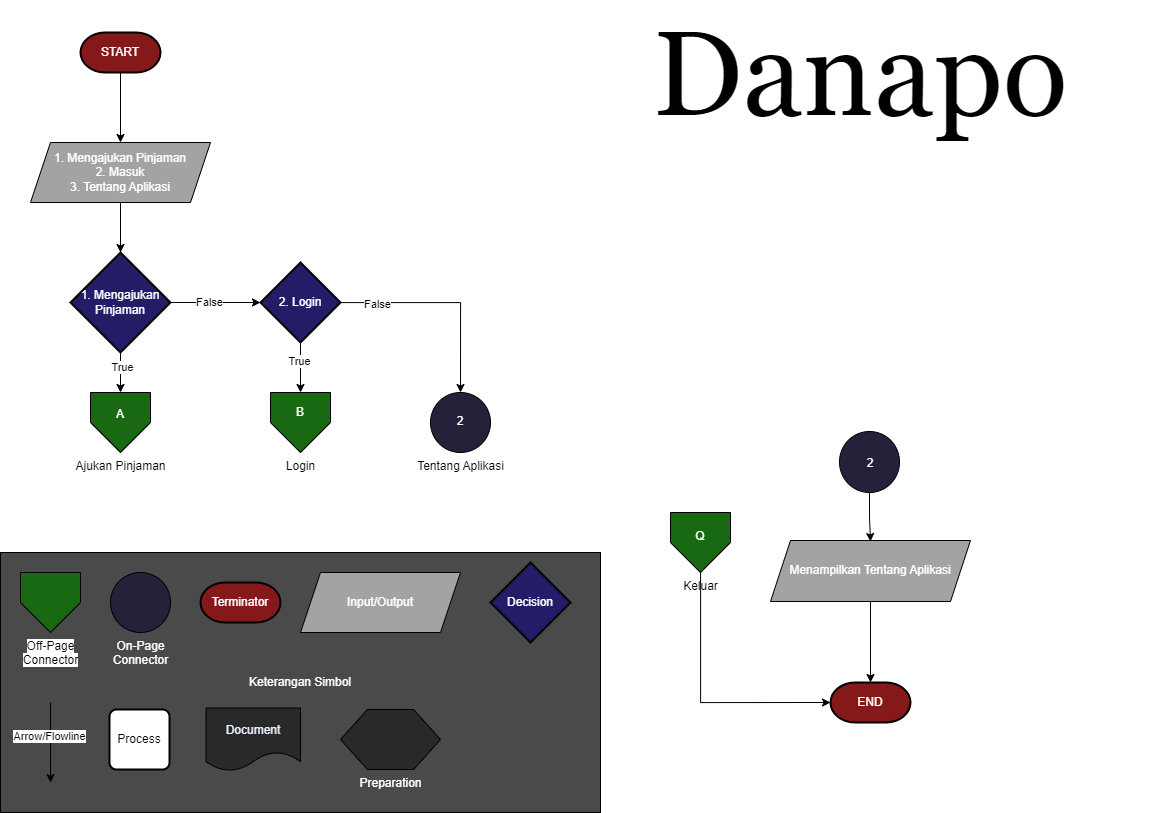 START
Danapo
1. Mengajukan Pinjaman
2. Masuk
3. Tentang Aplikasi
1. Mengajukan
Pinjaman
False
2. Login
False
True
True
A
B
2
Ajukan Pinjaman
Login
Tentang Aplikasi
2
Q
Keluar
Menampilkan Tentang Aplikasi
END
Terminator
Input/Output
Decision
Off-Page
Connector
On-Page
Connector
Keterangan Simbol
Arrow/Flowline
Process
Document
Preparation